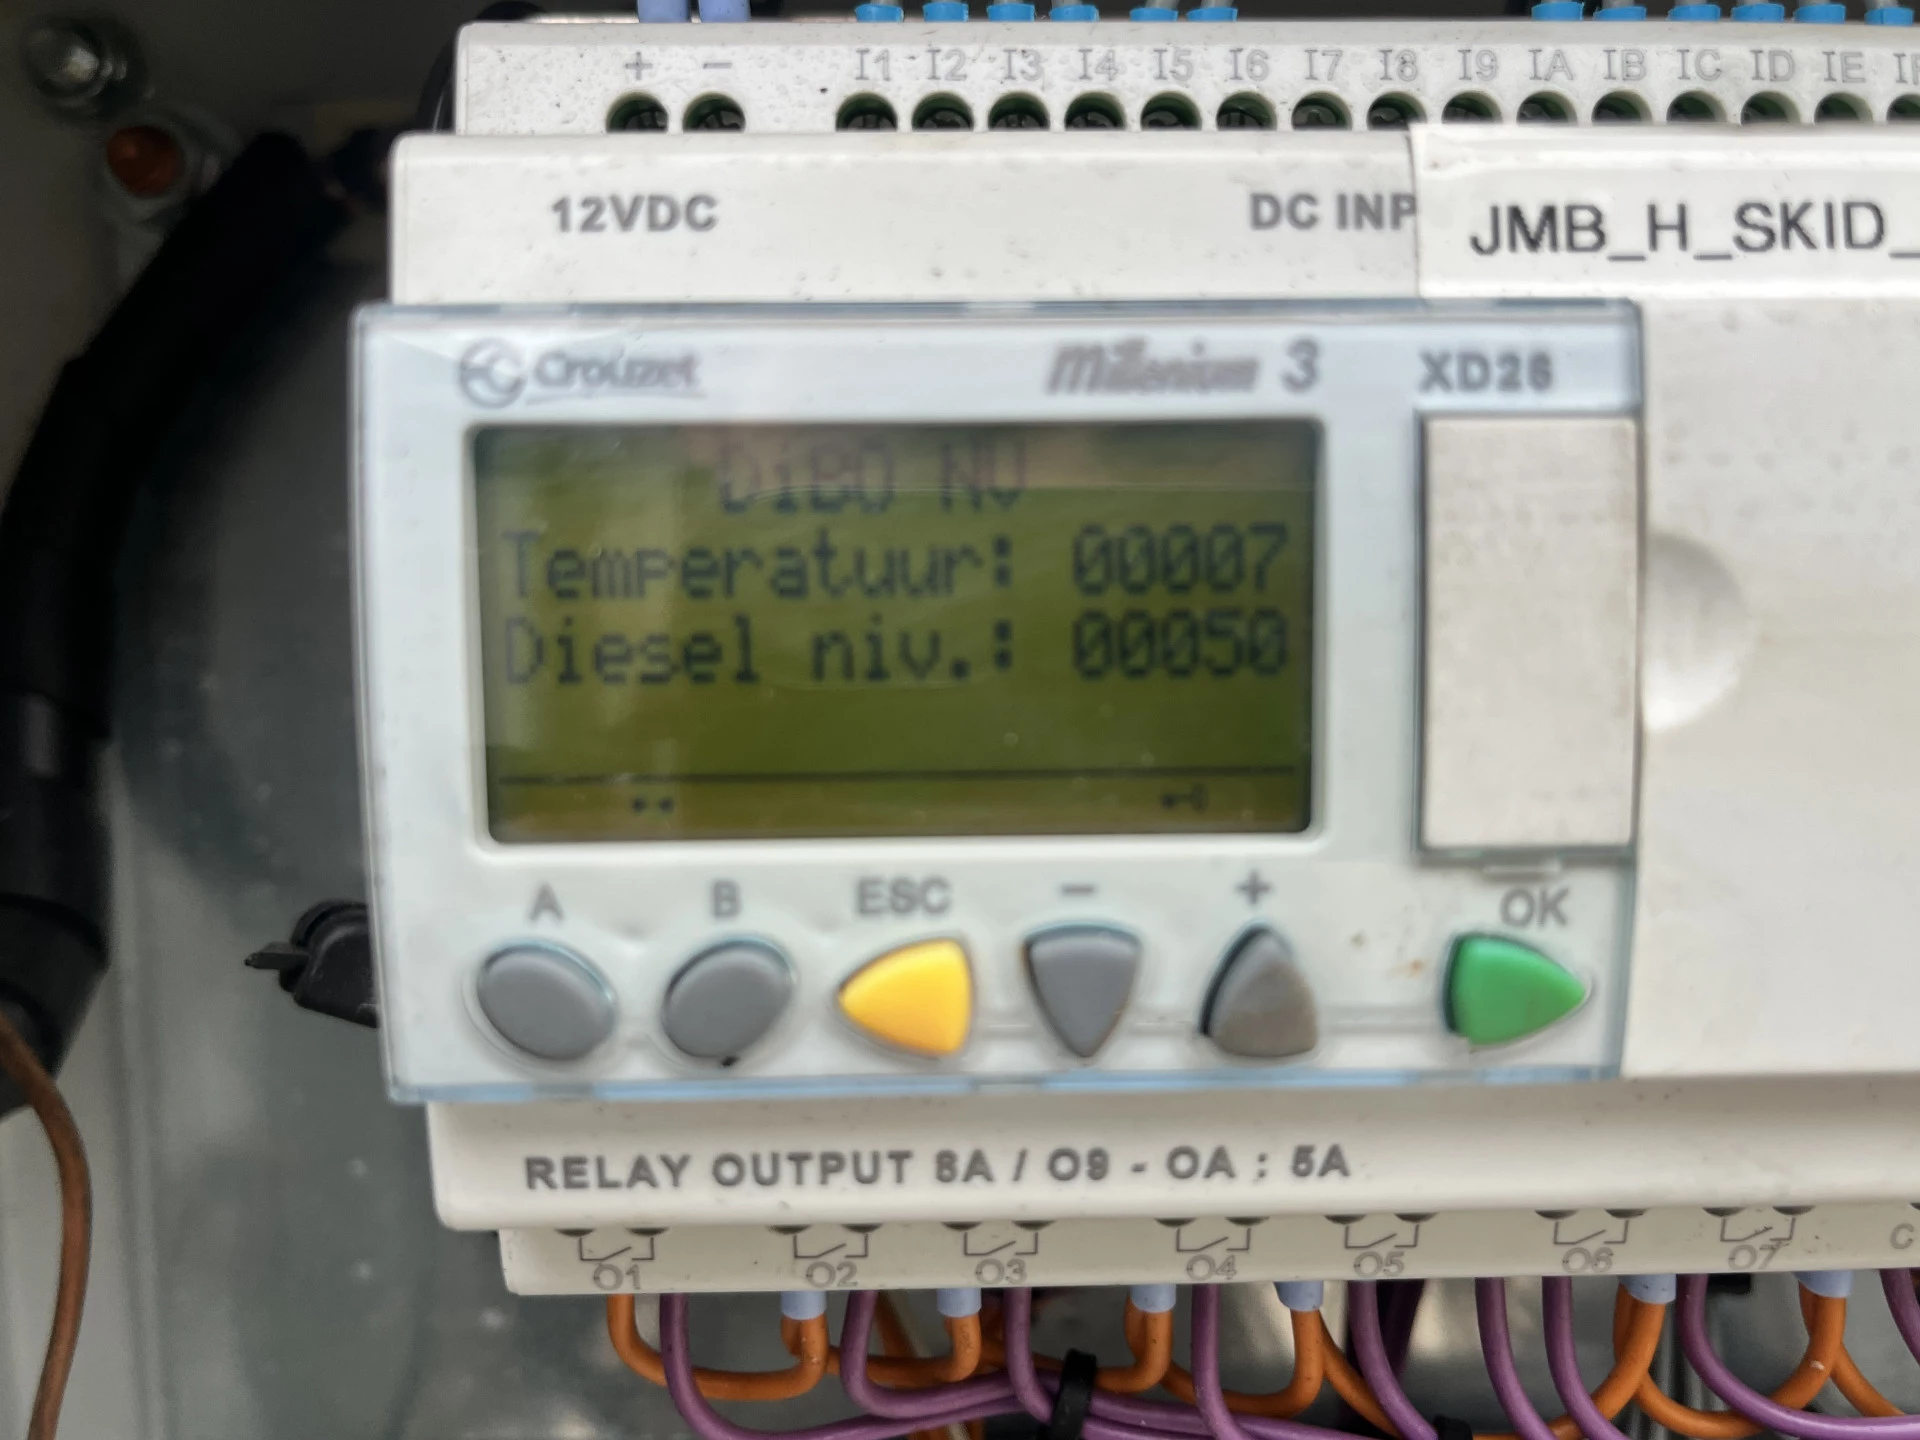 + − I1 I2 I3 I4 I5 I6 I7 I8 I9 IA IB IC ID IE
12VDC DC INP JMB_H_SKID_
Crouzet Millenium 3 XD26
DiBO NV
Temperatuur: 00007
Diesel niv.: 00050
A B ESC − + OK
RELAY OUTPUT 8A / O9 - OA : 5A
O1 O2 O3 O4 O5 O6 O7 C